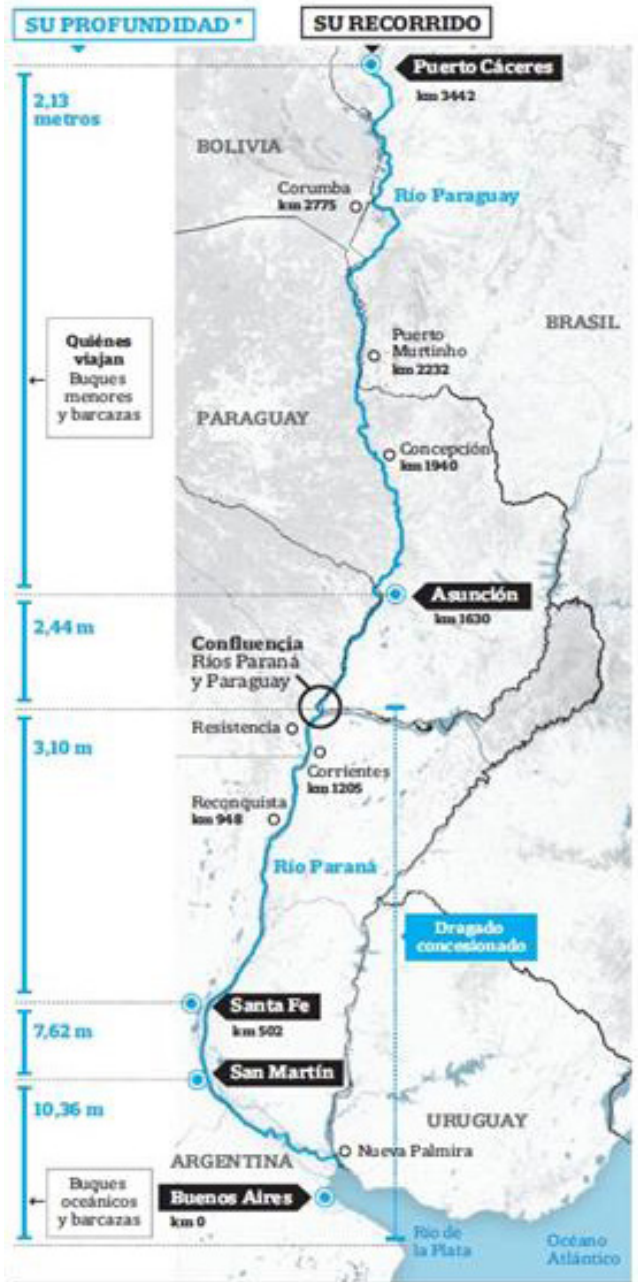 SU PROFUNDIDAD *
SU RECORRIDO
Puerto Cáceres
km 3442
2,13
metros
BOLIVIA
Corumba
km 2775
Río Paraguay
BRASIL
Quiénes
viajan
Buques
menores
y barcazas
Puerto
Murtinho
km 2232
PARAGUAY
Concepción
km 1940
Asunción
km 1630
2,44 m
Confluencia
Ríos Paraná
y Paraguay
Resistencia
3,10 m
Corrientes
km 1205
Reconquista
km 948
Río Paraná
Dragado
concesionado
Santa Fe
km 502
7,62 m
San Martín
10,36 m
URUGUAY
Nueva Palmira
ARGENTINA
Buques
oceánicos
y barcazas
Buenos Aires
km 0
Río de
la Plata
Océano
Atlántico